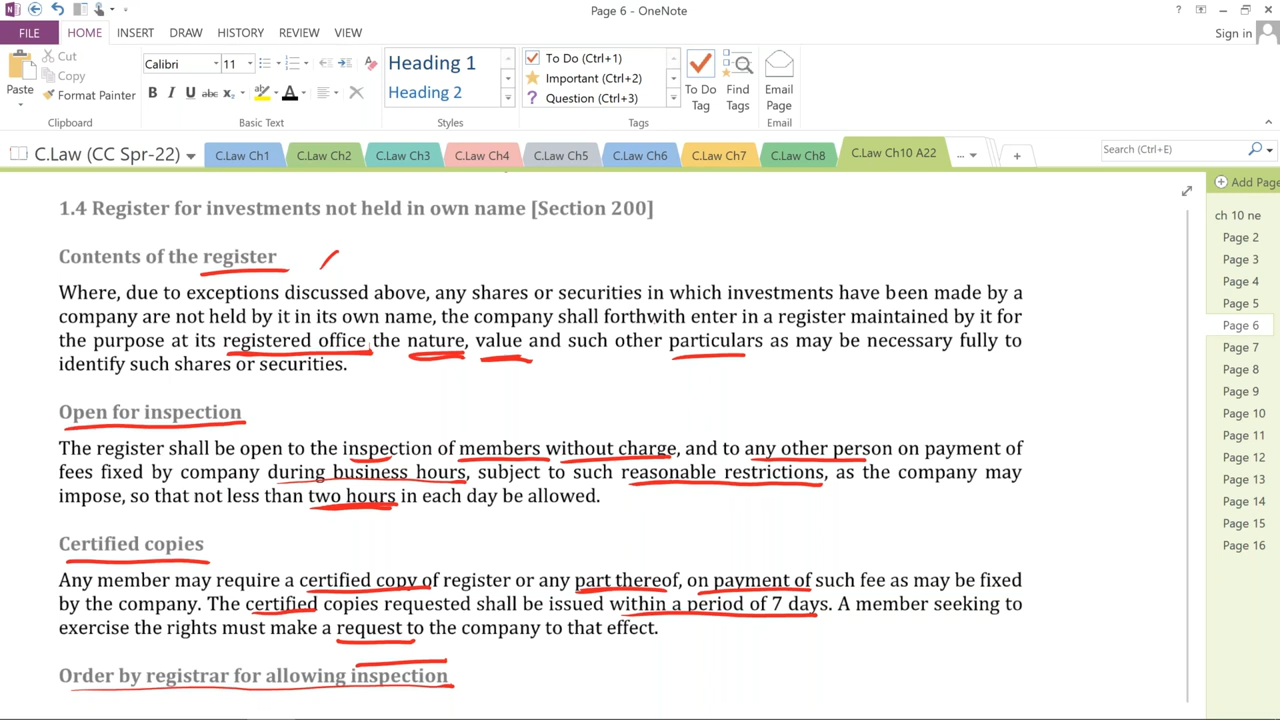 Page 6 - OneNote
FILE HOME INSERT DRAW HISTORY REVIEW VIEW
Sign in
Paste
Cut
Copy
Format Painter
Clipboard
Calibri 11
B I U abc x₂ A
Basic Text
Heading 1
Heading 2
Styles
To Do (Ctrl+1)
Important (Ctrl+2)
Question (Ctrl+3)
Tags
To Do Tag
Find Tags
Email Page
Email
C.Law (CC Spr-22)
C.Law Ch1 C.Law Ch2 C.Law Ch3 C.Law Ch4 C.Law Ch5 C.Law Ch6 C.Law Ch7 C.Law Ch8 C.Law Ch10 A22 ...
Search (Ctrl+E)
1.4 Register for investments not held in own name [Section 200]
Contents of the register
Where, due to exceptions discussed above, any shares or securities in which investments have been made by a
company are not held by it in its own name, the company shall forthwith enter in a register maintained by it for
the purpose at its registered office the nature, value and such other particulars as may be necessary fully to
identify such shares or securities.
Open for inspection
The register shall be open to the inspection of members without charge, and to any other person on payment of
fees fixed by company during business hours, subject to such reasonable restrictions, as the company may
impose, so that not less than two hours in each day be allowed.
Certified copies
Any member may require a certified copy of register or any part thereof, on payment of such fee as may be fixed
by the company. The certified copies requested shall be issued within a period of 7 days. A member seeking to
exercise the rights must make a request to the company to that effect.
Order by registrar for allowing inspection
Add Page
ch 10 ne
Page 2
Page 3
Page 4
Page 5
Page 6
Page 7
Page 8
Page 9
Page 10
Page 11
Page 12
Page 13
Page 14
Page 15
Page 16